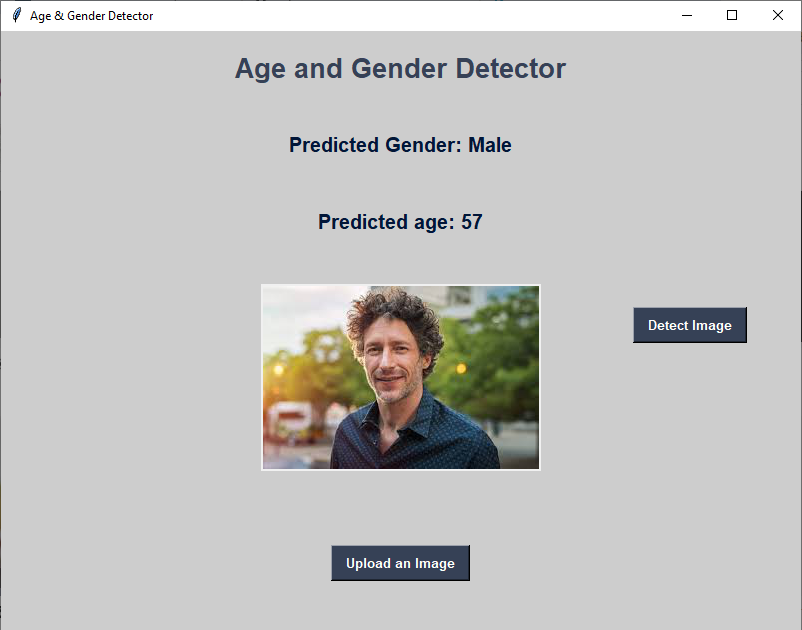 Age & Gender Detector
Age and Gender Detector
Predicted Gender: Male
Predicted age: 57
Detect Image
Upload an Image